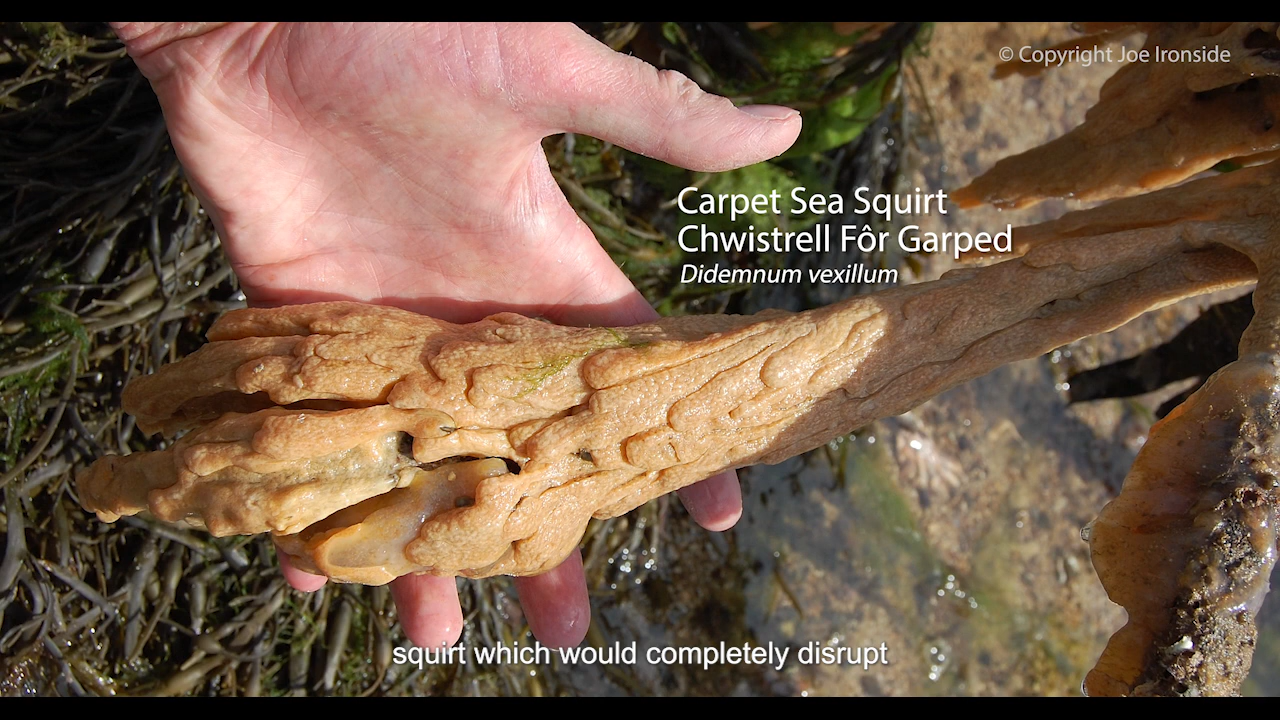 © Copyright Joe Ironside
Carpet Sea Squirt
Chwistrell Fôr Garped
Didemnum vexillum
squirt which would completely disrupt